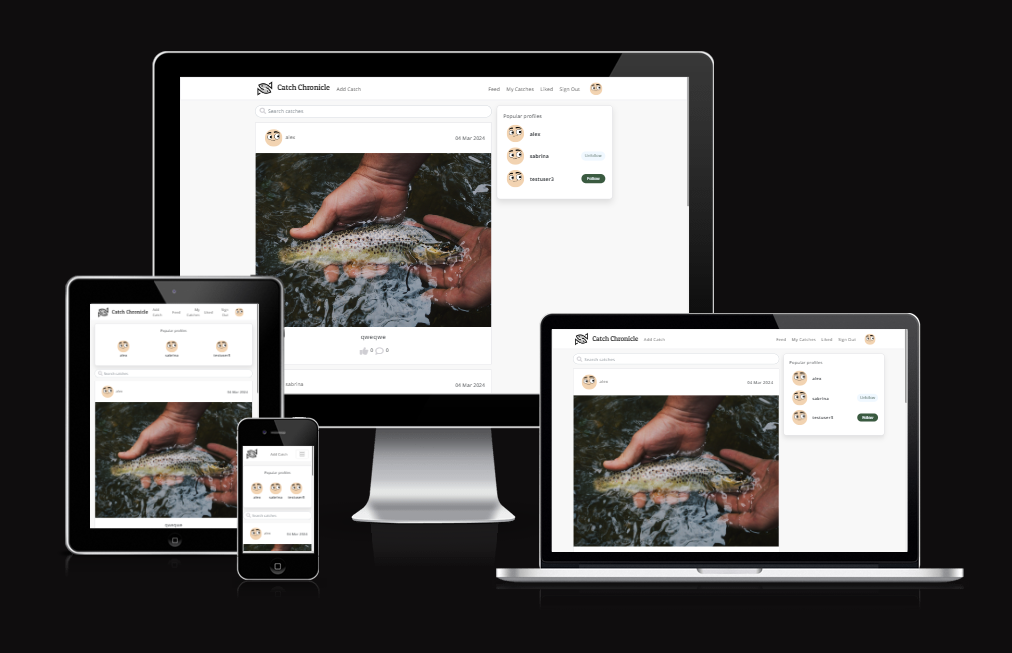 Catch Chronicle Add Catch Feed My Catches Liked Sign Out
Search catches
alex 04 Mar 2024
Popular profiles
alex
sabrina Unfollow
testuser3 Follow
qweqwe
0 0
sabrina 04 Mar 2024
Catch Chronicle Add Catch Feed My Catches Liked Sign Out
Popular profiles
alex sabrina testuser3
Search catches
alex 04 Mar 2024
qweqwe
Add Catch
Popular profiles
alex sabrina testuser3
Search catches
alex 04 Mar 2024
Catch Chronicle Add Catch Feed My Catches Liked Sign Out
Search catches
alex 04 Mar 2024
Popular profiles
alex
sabrina Unfollow
testuser3 Follow